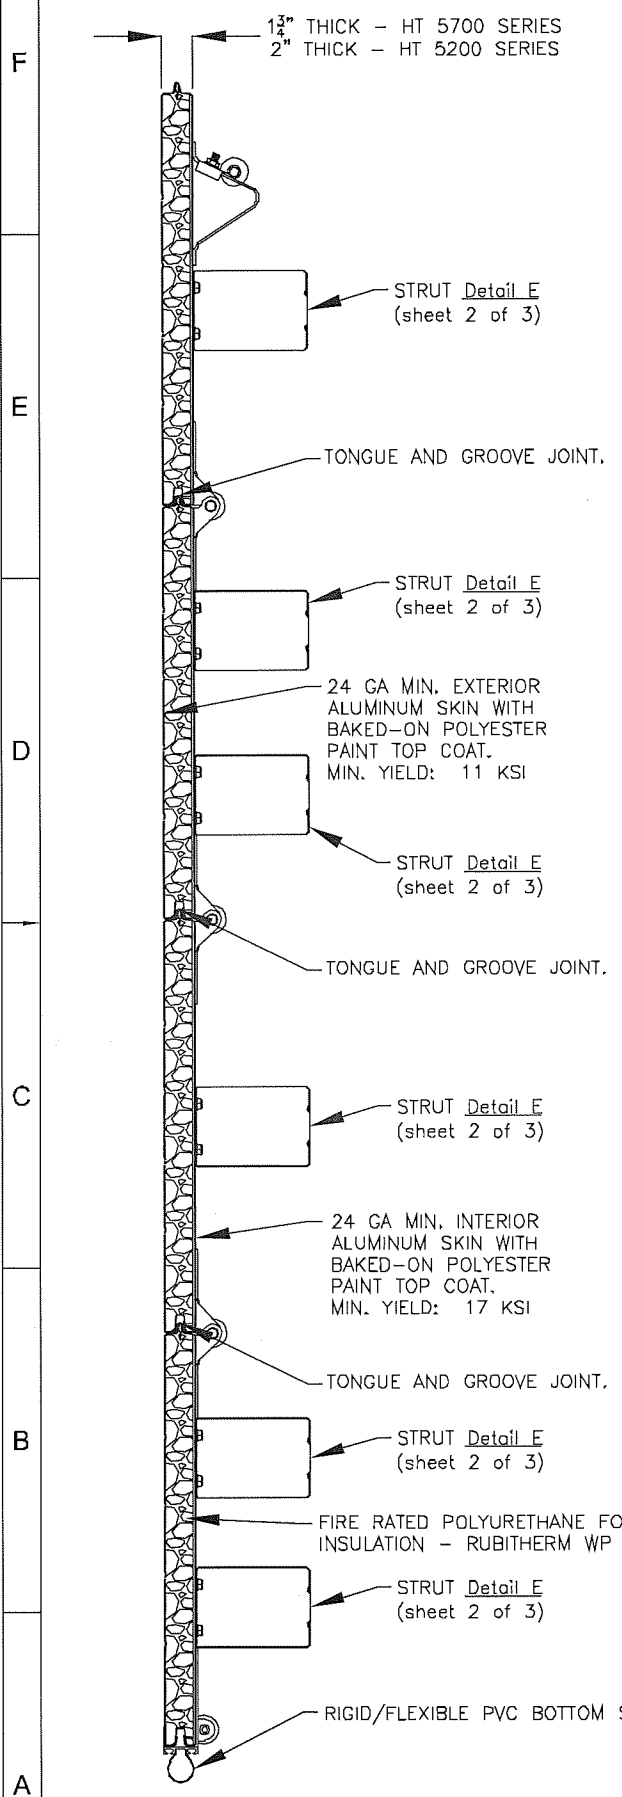 1 3/4" THICK - HT 5700 SERIES
2" THICK - HT 5200 SERIES
F
STRUT Detail E
(sheet 2 of 3)
E
TONGUE AND GROOVE JOINT.
STRUT Detail E
(sheet 2 of 3)
24 GA MIN. EXTERIOR
ALUMINUM SKIN WITH
BAKED-ON POLYESTER
PAINT TOP COAT.
MIN. YIELD: 11 KSI
D
STRUT Detail E
(sheet 2 of 3)
TONGUE AND GROOVE JOINT.
C
STRUT Detail E
(sheet 2 of 3)
24 GA MIN. INTERIOR
ALUMINUM SKIN WITH
BAKED-ON POLYESTER
PAINT TOP COAT.
MIN. YIELD: 17 KSI
TONGUE AND GROOVE JOINT.
B
STRUT Detail E
(sheet 2 of 3)
FIRE RATED POLYURETHANE FO
INSULATION - RUBITHERM WP
STRUT Detail E
(sheet 2 of 3)
RIGID/FLEXIBLE PVC BOTTOM S
A